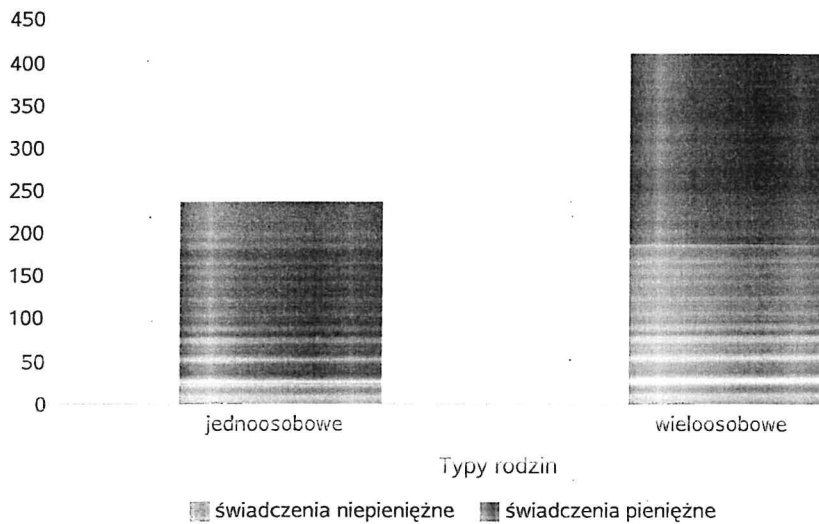 450
400
350
300
250
200
150
100
50
0
jednoosobowe
wieloosobowe
Typy rodzin
świadczenia niepieniężne
świadczenia pieniężne